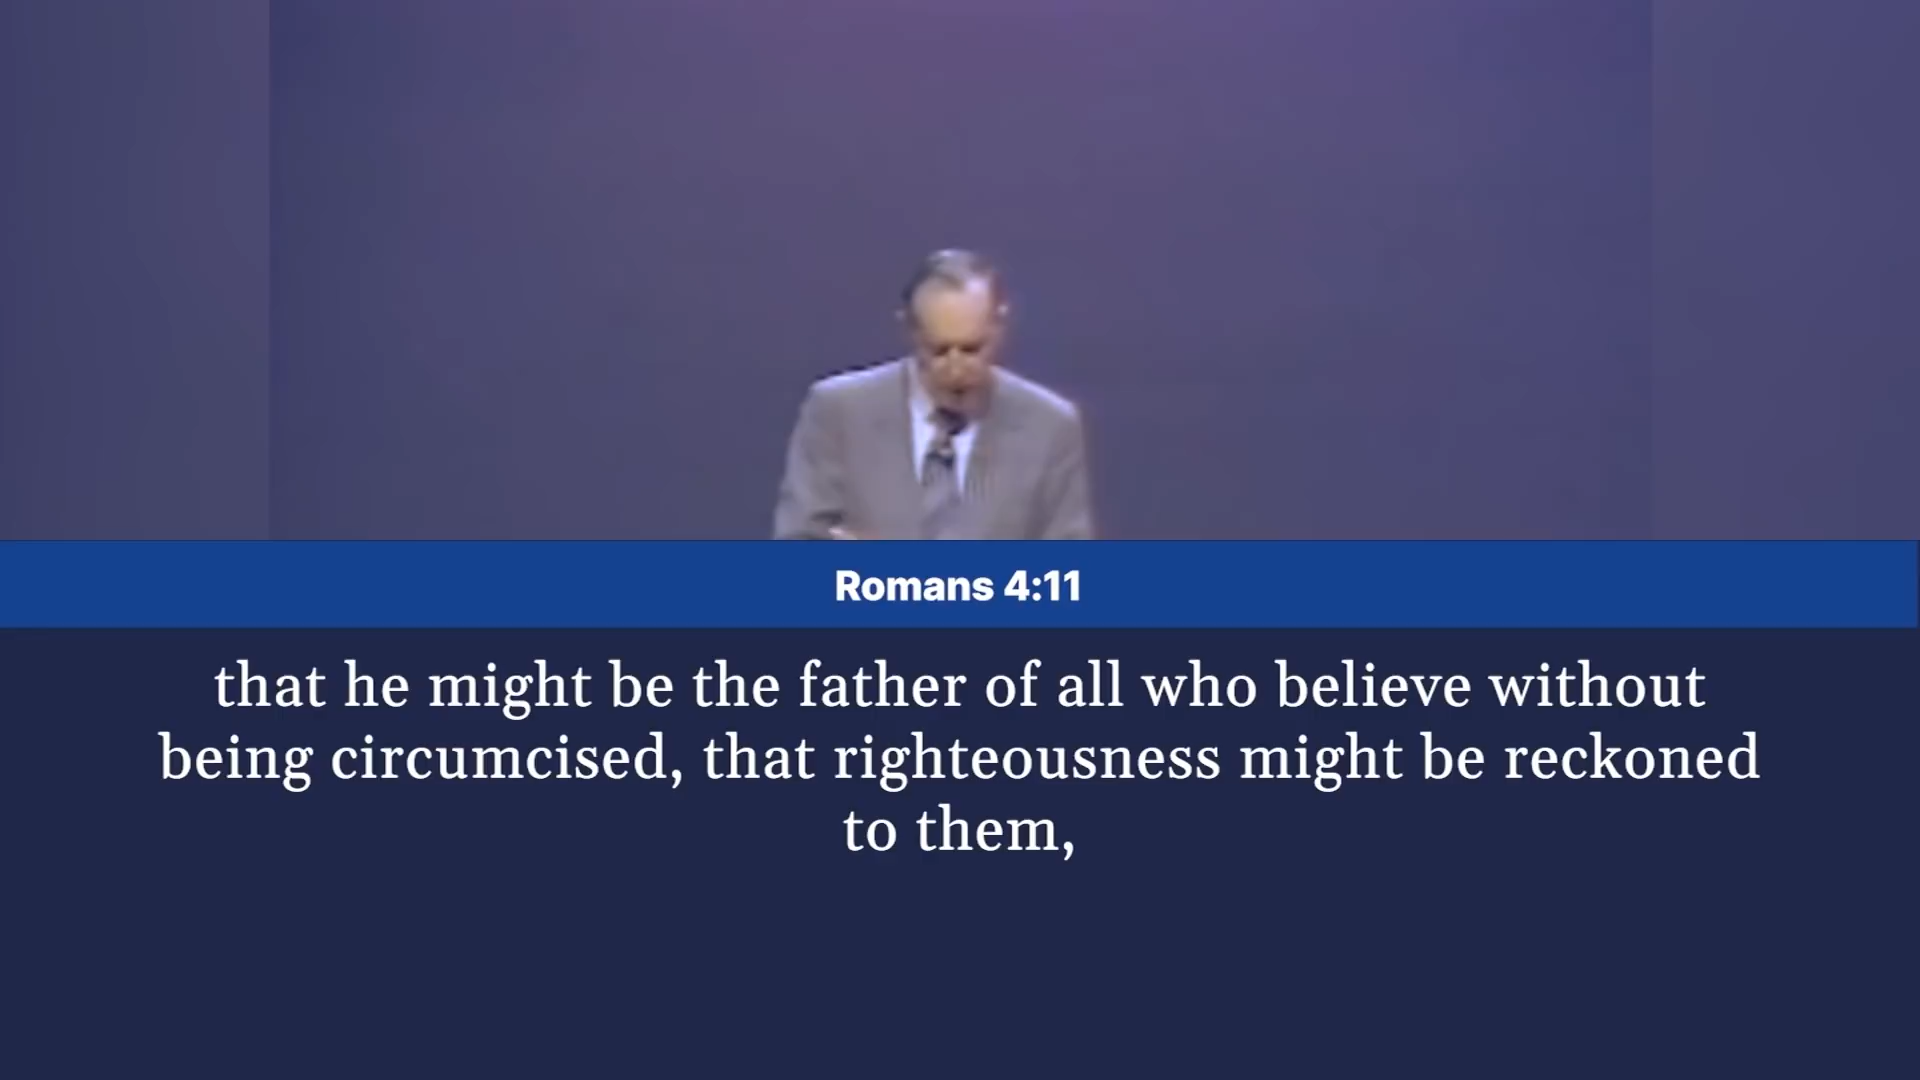 Romans 4:11
that he might be the father of all who believe without
being circumcised, that righteousness might be reckoned
to them,